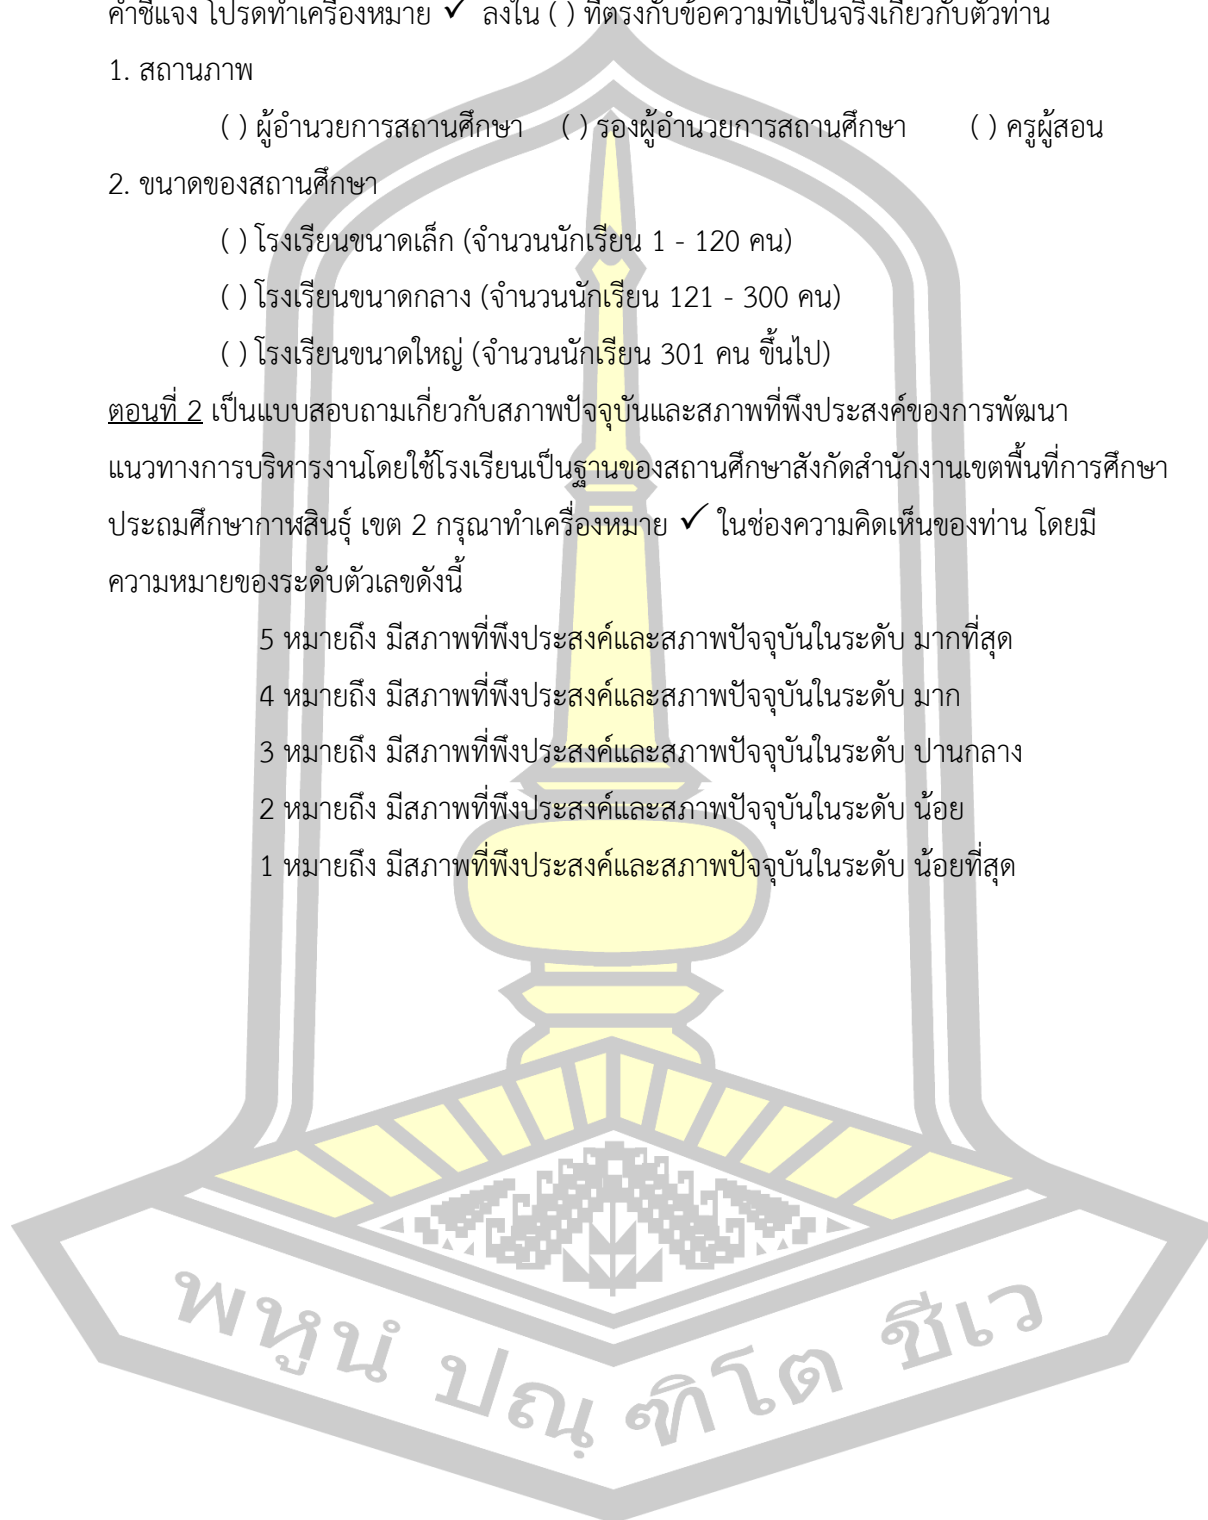 คำชี้แจง โปรดทำเครื่องหมาย ✓ ลงใน ( ) ที่ตรงกับข้อความที่เป็นจริงเกี่ยวกับตัวท่าน
1. สถานภาพ
( ) ผู้อำนวยการสถานศึกษา ( ) รองผู้อำนวยการสถานศึกษา ( ) ครูผู้สอน
2. ขนาดของสถานศึกษา
( ) โรงเรียนขนาดเล็ก (จำนวนนักเรียน 1 - 120 คน)
( ) โรงเรียนขนาดกลาง (จำนวนนักเรียน 121 - 300 คน)
( ) โรงเรียนขนาดใหญ่ (จำนวนนักเรียน 301 คน ขึ้นไป)
ตอนที่ 2 เป็นแบบสอบถามเกี่ยวกับสภาพปัจจุบันและสภาพที่พึงประสงค์ของการพัฒนา
แนวทางการบริหารงานโดยใช้โรงเรียนเป็นฐานของสถานศึกษาสังกัดสำนักงานเขตพื้นที่การศึกษา
ประถมศึกษากาฬสินธุ์ เขต 2 กรุณาทำเครื่องหมาย ✓ ในช่องความคิดเห็นของท่าน โดยมี
ความหมายของระดับตัวเลขดังนี้
5 หมายถึง มีสภาพที่พึงประสงค์และสภาพปัจจุบันในระดับ มากที่สุด
4 หมายถึง มีสภาพที่พึงประสงค์และสภาพปัจจุบันในระดับ มาก
3 หมายถึง มีสภาพที่พึงประสงค์และสภาพปัจจุบันในระดับ ปานกลาง
2 หมายถึง มีสภาพที่พึงประสงค์และสภาพปัจจุบันในระดับ น้อย
1 หมายถึง มีสภาพที่พึงประสงค์และสภาพปัจจุบันในระดับ น้อยที่สุด
พหูนํ ปณฺ ฑิโต ชีเว